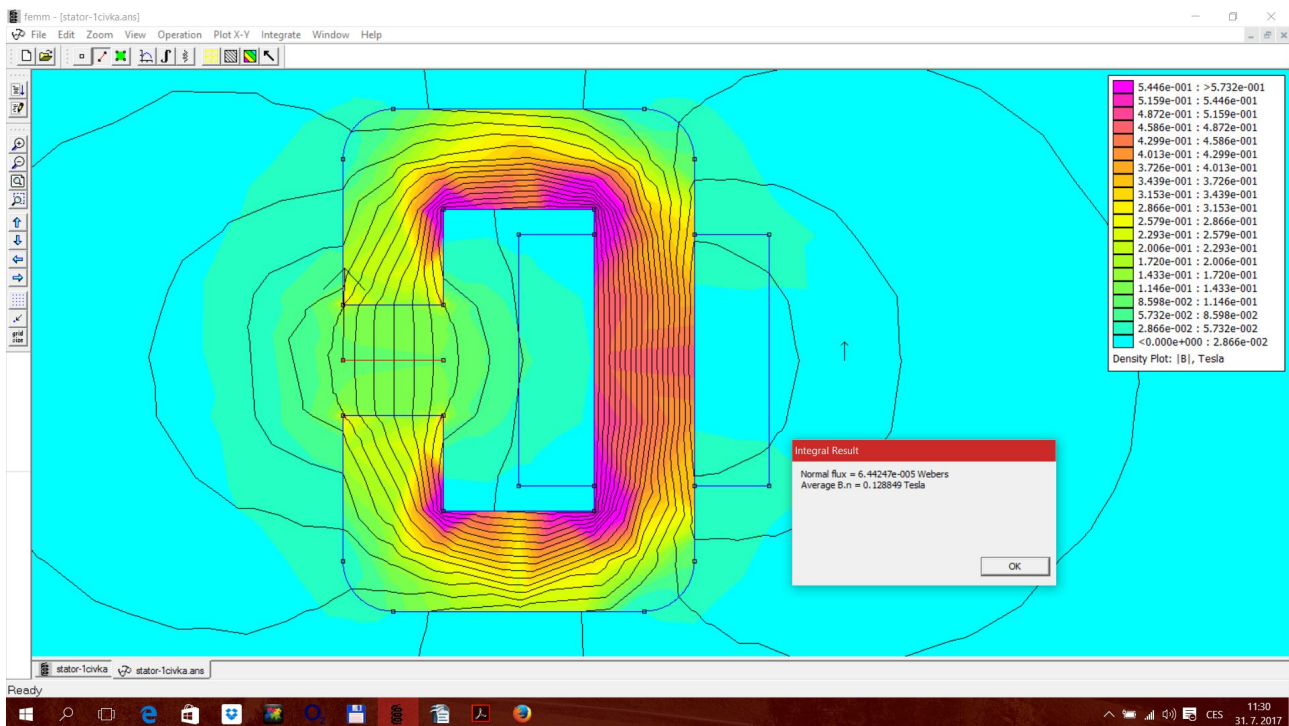 femm - [stator-1civka.ans]
File Edit Zoom View Operation Plot X-Y Integrate Window Help
5.446e-001 : >5.732e-001
5.159e-001 : 5.446e-001
4.872e-001 : 5.159e-001
4.586e-001 : 4.872e-001
4.299e-001 : 4.586e-001
4.013e-001 : 4.299e-001
3.726e-001 : 4.013e-001
3.439e-001 : 3.726e-001
3.153e-001 : 3.439e-001
2.866e-001 : 3.153e-001
2.579e-001 : 2.866e-001
2.293e-001 : 2.579e-001
2.006e-001 : 2.293e-001
1.720e-001 : 2.006e-001
1.433e-001 : 1.720e-001
1.146e-001 : 1.433e-001
8.598e-002 : 1.146e-001
5.732e-002 : 8.598e-002
2.866e-002 : 5.732e-002
<0.000e+000 : 2.866e-002
Density Plot: |B|, Tesla
grid
size
Integral Result
Normal flux = 6.44247e-005 Webers
Average B.n = 0.128849 Tesla
OK
stator-1civka stator-1civka.ans
Ready
CES
11:30
31. 7. 2017